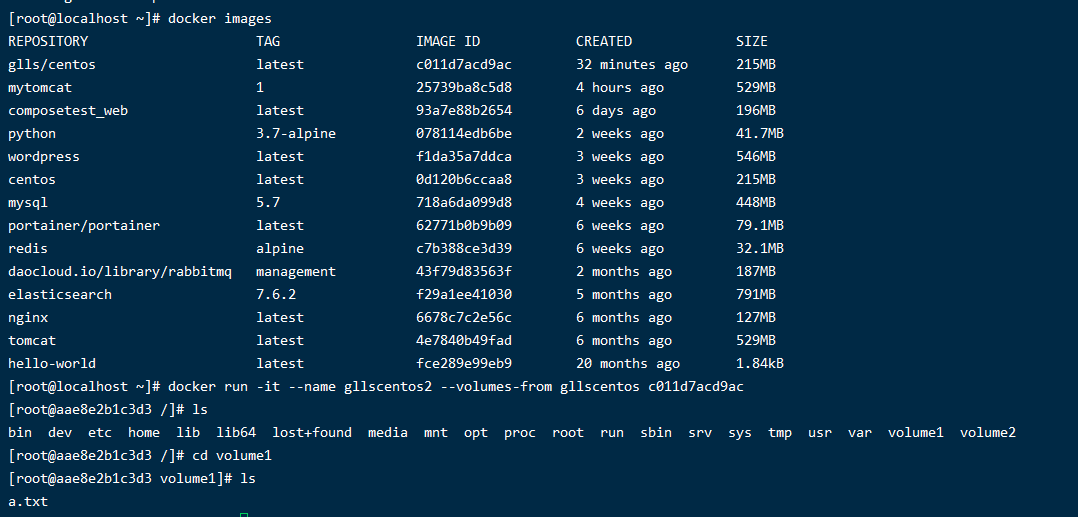 [root@localhost ~]# docker images
REPOSITORY TAG IMAGE ID CREATED SIZE
glls/centos latest c011d7acd9ac 32 minutes ago 215MB
mytomcat 1 25739ba8c5d8 4 hours ago 529MB
composetest_web latest 93a7e88b2654 6 days ago 196MB
python 3.7-alpine 078114edb6be 2 weeks ago 41.7MB
wordpress latest f1da35a7ddca 3 weeks ago 546MB
centos latest 0d120b6ccaa8 3 weeks ago 215MB
mysql 5.7 718a6da099d8 4 weeks ago 448MB
portainer/portainer latest 62771b0b9b09 6 weeks ago 79.1MB
redis alpine c7b388ce3d39 6 weeks ago 32.1MB
daocloud.io/library/rabbitmq management 43f79d83563f 2 months ago 187MB
elasticsearch 7.6.2 f29a1ee41030 5 months ago 791MB
nginx latest 6678c7c2e56c 6 months ago 127MB
tomcat latest 4e7840b49fad 6 months ago 529MB
hello-world latest fce289e99eb9 20 months ago 1.84kB
[root@localhost ~]# docker run -it --name gllscentos2 --volumes-from gllscentos c011d7acd9ac
[root@aae8e2b1c3d3 /]# ls
bin dev etc home lib lib64 lost+found media mnt opt proc root run sbin srv sys tmp usr var volume1 volume2
[root@aae8e2b1c3d3 /]# cd volume1
[root@aae8e2b1c3d3 volume1]# ls
a.txt